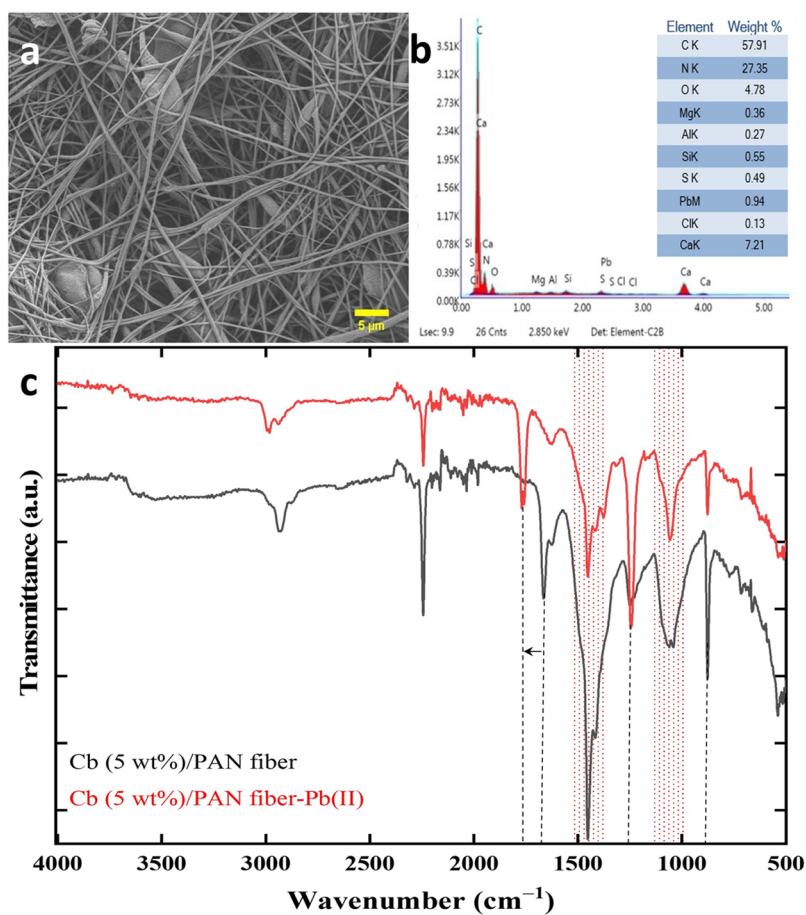 a
5 µm
b
3.51K
3.12K
2.73K
2.34K
1.95K
1.56K
1.17K
0.78K
0.39K
0.00K
C
Ca
Si Ca
S N
Cl O
Mg Al Si
Pb
S S Cl Cl
Ca
Ca
0.00 1.00 2.00 3.00 4.00 5.00
Lsec: 9.9 26 Cnts 2.850 keV Det: Element-C2B
Element Weight %
C K 57.91
N K 27.35
O K 4.78
MgK 0.36
AlK 0.27
SiK 0.55
S K 0.49
PbM 0.94
ClK 0.13
CaK 7.21
c
Transmittance (a.u.)
Cb (5 wt%)/PAN fiber
Cb (5 wt%)/PAN fiber-Pb(II)
4000 3000 2500 2000 1500 1000 500
Wavenumber (cm⁻¹)